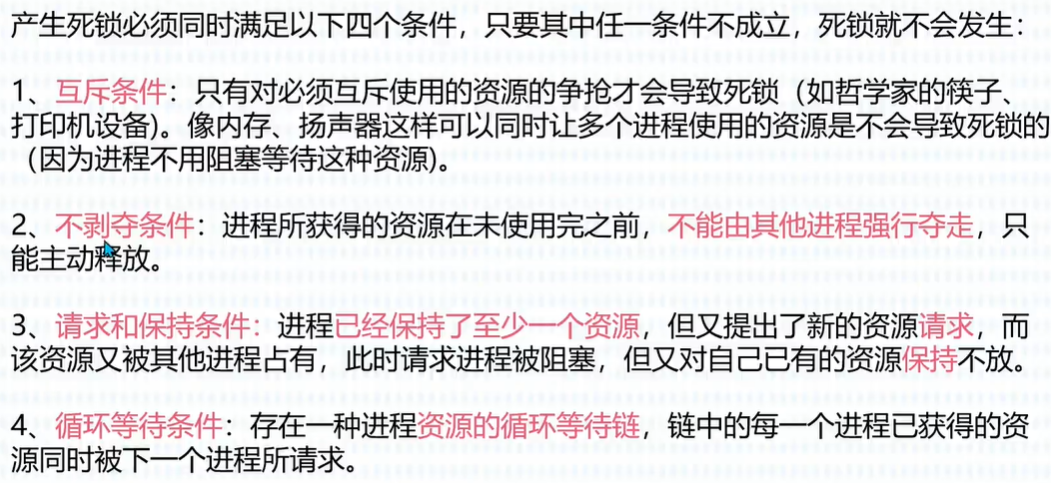 产生死锁必须同时满足以下四个条件，只要其中任一条件不成立，死锁就不会发生：
1、互斥条件：只有对必须互斥使用的资源的争抢才会导致死锁（如哲学家的筷子、
打印机设备)。像内存、扬声器这样可以同时让多个进程使用的资源是不会导致死锁的
（因为进程不用阻塞等待这种资源)。
2、不剥夺条件：进程所获得的资源在未使用完之前，不能由其他进程强行夺走，只
能主动释放。
3、请求和保持条件：进程已经保持了至少一个资源，但又提出了新的资源请求，而
该资源又被其他进程占有，此时请求进程被阻塞，但又对自己已有的资源保持不放。
4、循环等待条件：存在一种进程资源的循环等待链，链中的每一个进程已获得的资
源同时被下一个进程所请求。